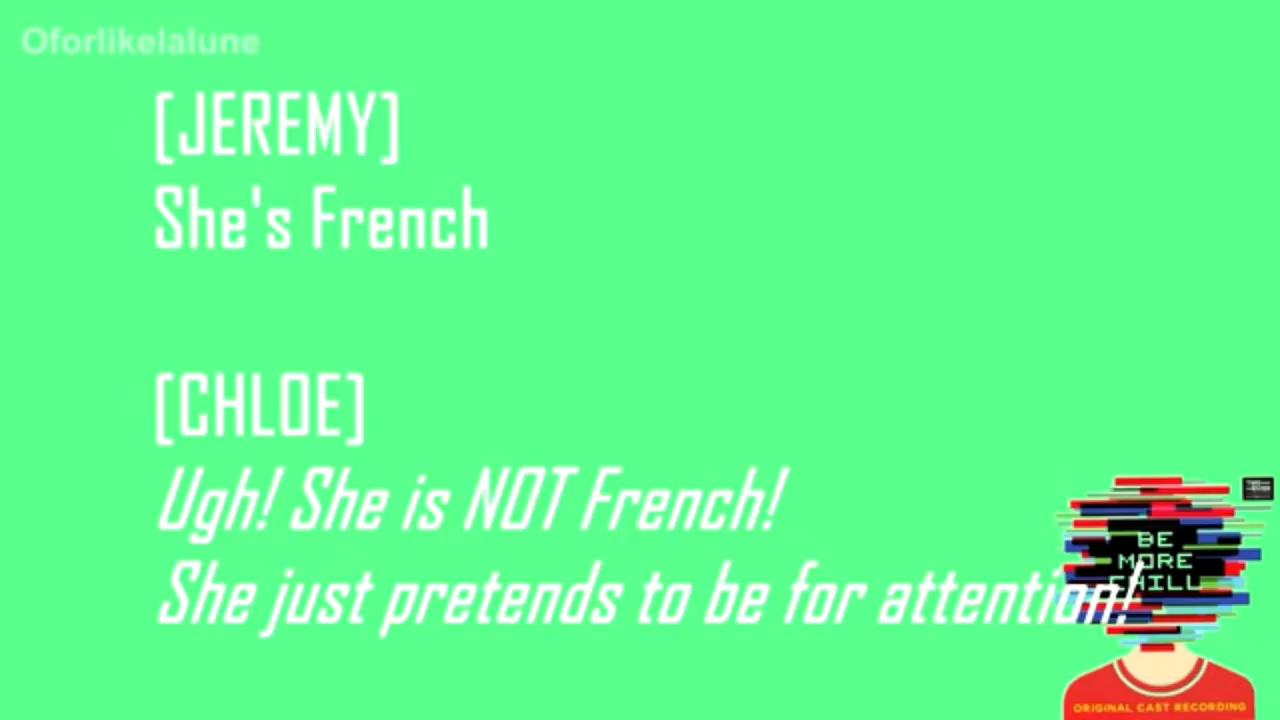 Oforlikelalune
[JEREMY]
She's French
[CHLOE]
Ugh! She is NOT French!
She just pretends to be for attention!
BE
MORE
CHILL
ORIGINAL CAST RECORDING